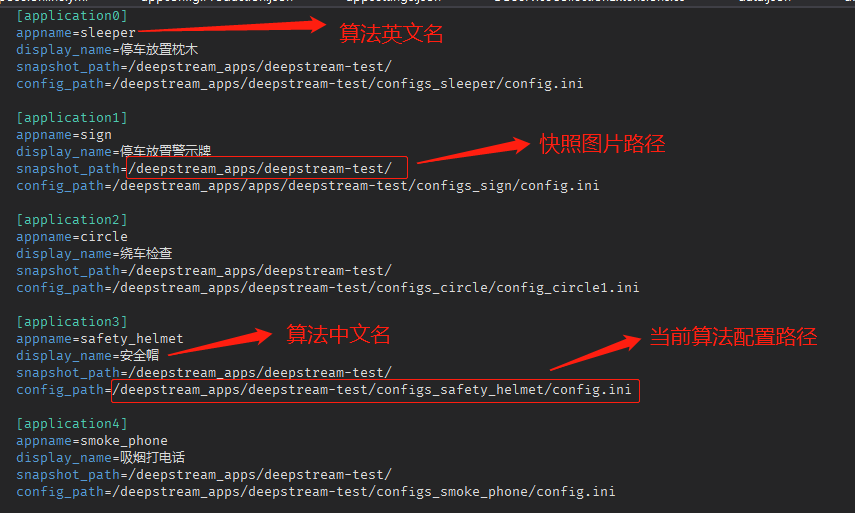 [application0]
appname=sleeper
算法英文名
display_name=停车放置枕木
snapshot_path=/deepstream_apps/deepstream-test/
config_path=/deepstream_apps/deepstream-test/configs_sleeper/config.ini
[application1]
appname=sign
快照图片路径
display_name=停车放置警示牌
snapshot_path=/deepstream_apps/deepstream-test/
config_path=/deepstream_apps/apps/deepstream-test/configs_sign/config.ini
[application2]
appname=circle
display_name=绕车检查
snapshot_path=/deepstream_apps/deepstream-test/
config_path=/deepstream_apps/deepstream-test/configs_circle/config_circle1.ini
[application3]
算法中文名
当前算法配置路径
appname=safety_helmet
display_name=安全帽
snapshot_path=/deepstream_apps/deepstream-test/
config_path=/deepstream_apps/deepstream-test/configs_safety_helmet/config.ini
[application4]
appname=smoke_phone
display_name=吸烟打电话
snapshot_path=/deepstream_apps/deepstream-test/
config_path=/deepstream_apps/deepstream-test/configs_smoke_phone/config.ini